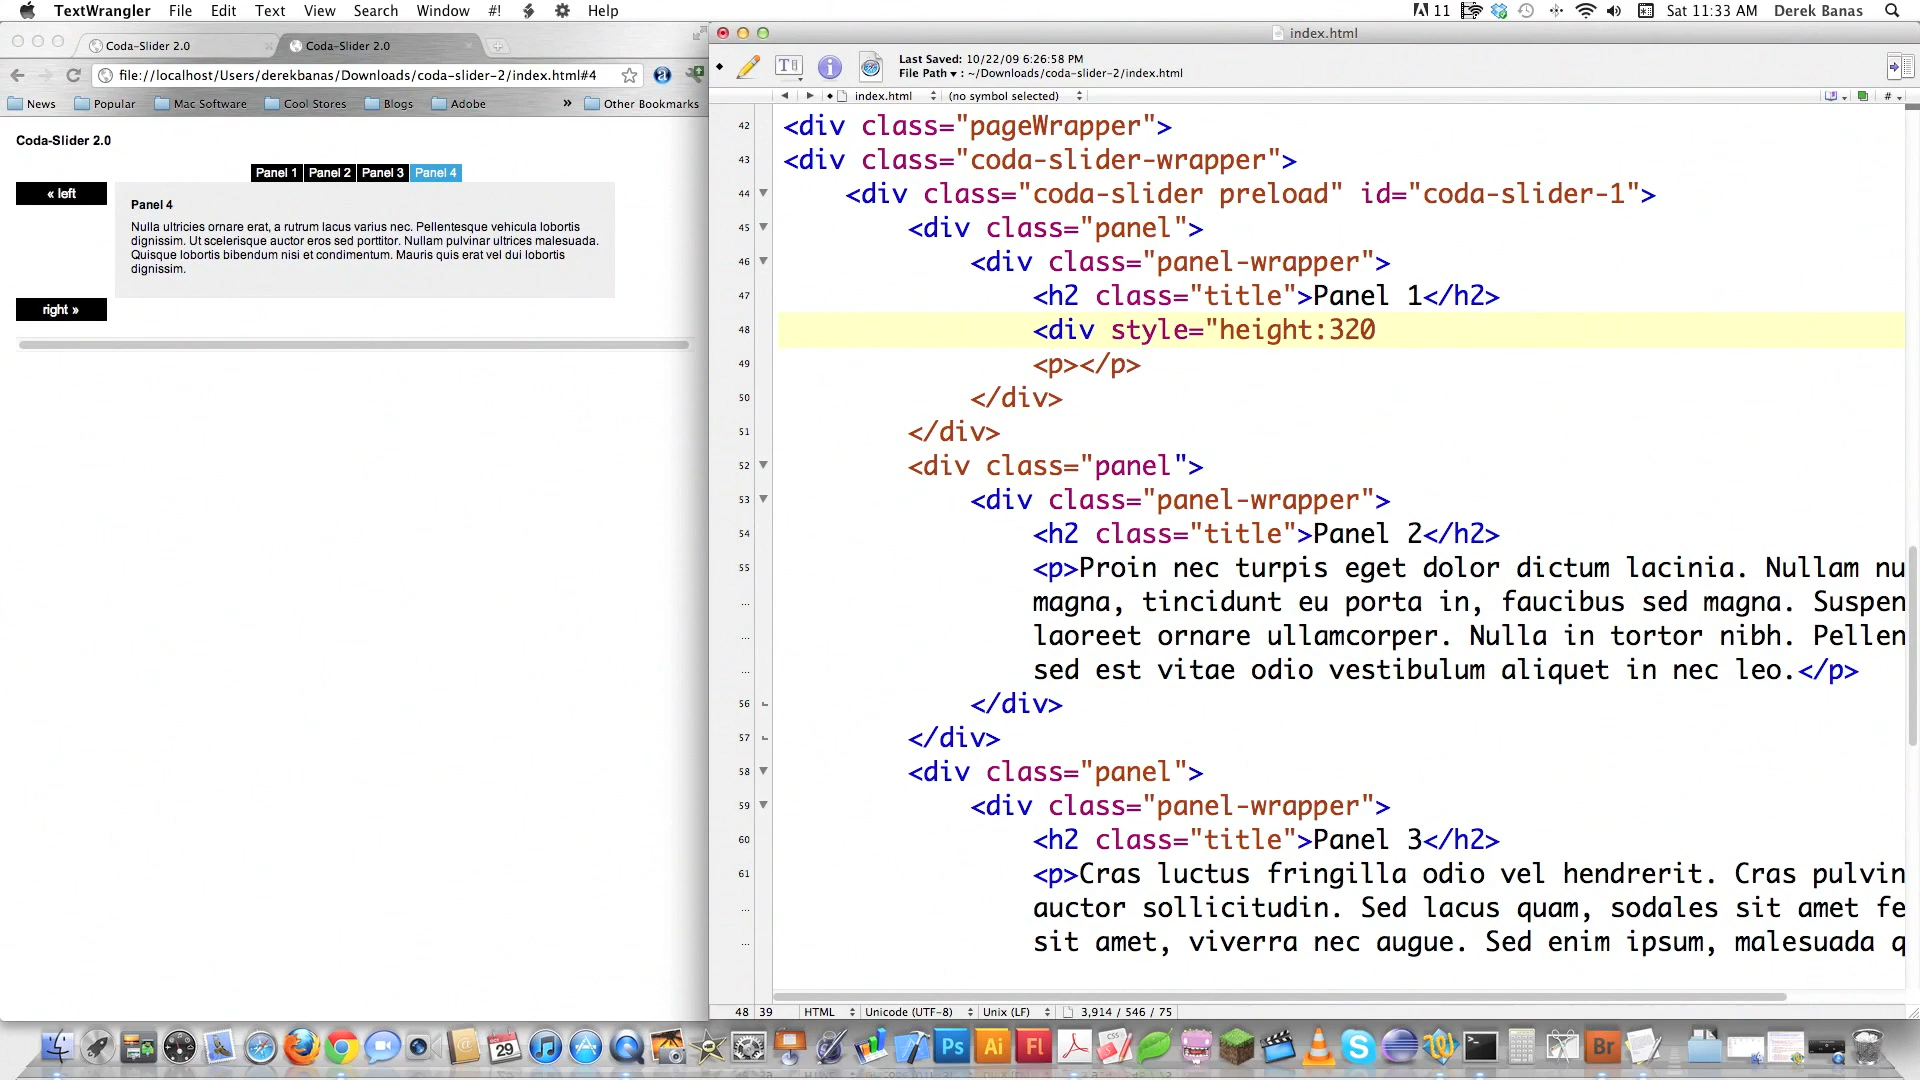 TextWrangler File Edit Text View Search Window #! Help
11 Sat 11:33 AM Derek Banas
Coda-Slider 2.0 Coda-Slider 2.0
file://localhost/Users/derekbanas/Downloads/coda-slider-2/index.html#4
News Popular Mac Software Cool Stores Blogs Adobe » Other Bookmarks
Coda-Slider 2.0
Panel 1 Panel 2 Panel 3 Panel 4
« left
Panel 4
Nulla ultricies ornare erat, a rutrum lacus varius nec. Pellentesque vehicula lobortis
dignissim. Ut scelerisque auctor eros sed porttitor. Nullam pulvinar ultrices malesuada.
Quisque lobortis bibendum nisi et condimentum. Mauris quis erat vel dui lobortis
dignissim.
right »
index.html
Last Saved: 10/22/09 6:26:58 PM
File Path ▾ : ~/Downloads/coda-slider-2/index.html
index.html (no symbol selected) #
42 <div class="pageWrapper">
43 <div class="coda-slider-wrapper">
44 <div class="coda-slider preload" id="coda-slider-1">
45 <div class="panel">
46 <div class="panel-wrapper">
47 <h2 class="title">Panel 1</h2>
48 <div style="height:320
49 <p></p>
50 </div>
51 </div>
52 <div class="panel">
53 <div class="panel-wrapper">
54 <h2 class="title">Panel 2</h2>
55 <p>Proin nec turpis eget dolor dictum lacinia. Nullam nu
... magna, tincidunt eu porta in, faucibus sed magna. Suspen
... laoreet ornare ullamcorper. Nulla in tortor nibh. Pellen
... sed est vitae odio vestibulum aliquet in nec leo.</p>
56 </div>
57 </div>
58 <div class="panel">
59 <div class="panel-wrapper">
60 <h2 class="title">Panel 3</h2>
61 <p>Cras luctus fringilla odio vel hendrerit. Cras pulvin
... auctor sollicitudin. Sed lacus quam, sodales sit amet fe
... sit amet, viverra nec augue. Sed enim ipsum, malesuada q
48 39 HTML Unicode (UTF-8) Unix (LF) 3,914 / 546 / 75
29 Ps Ai Fl CSS Br